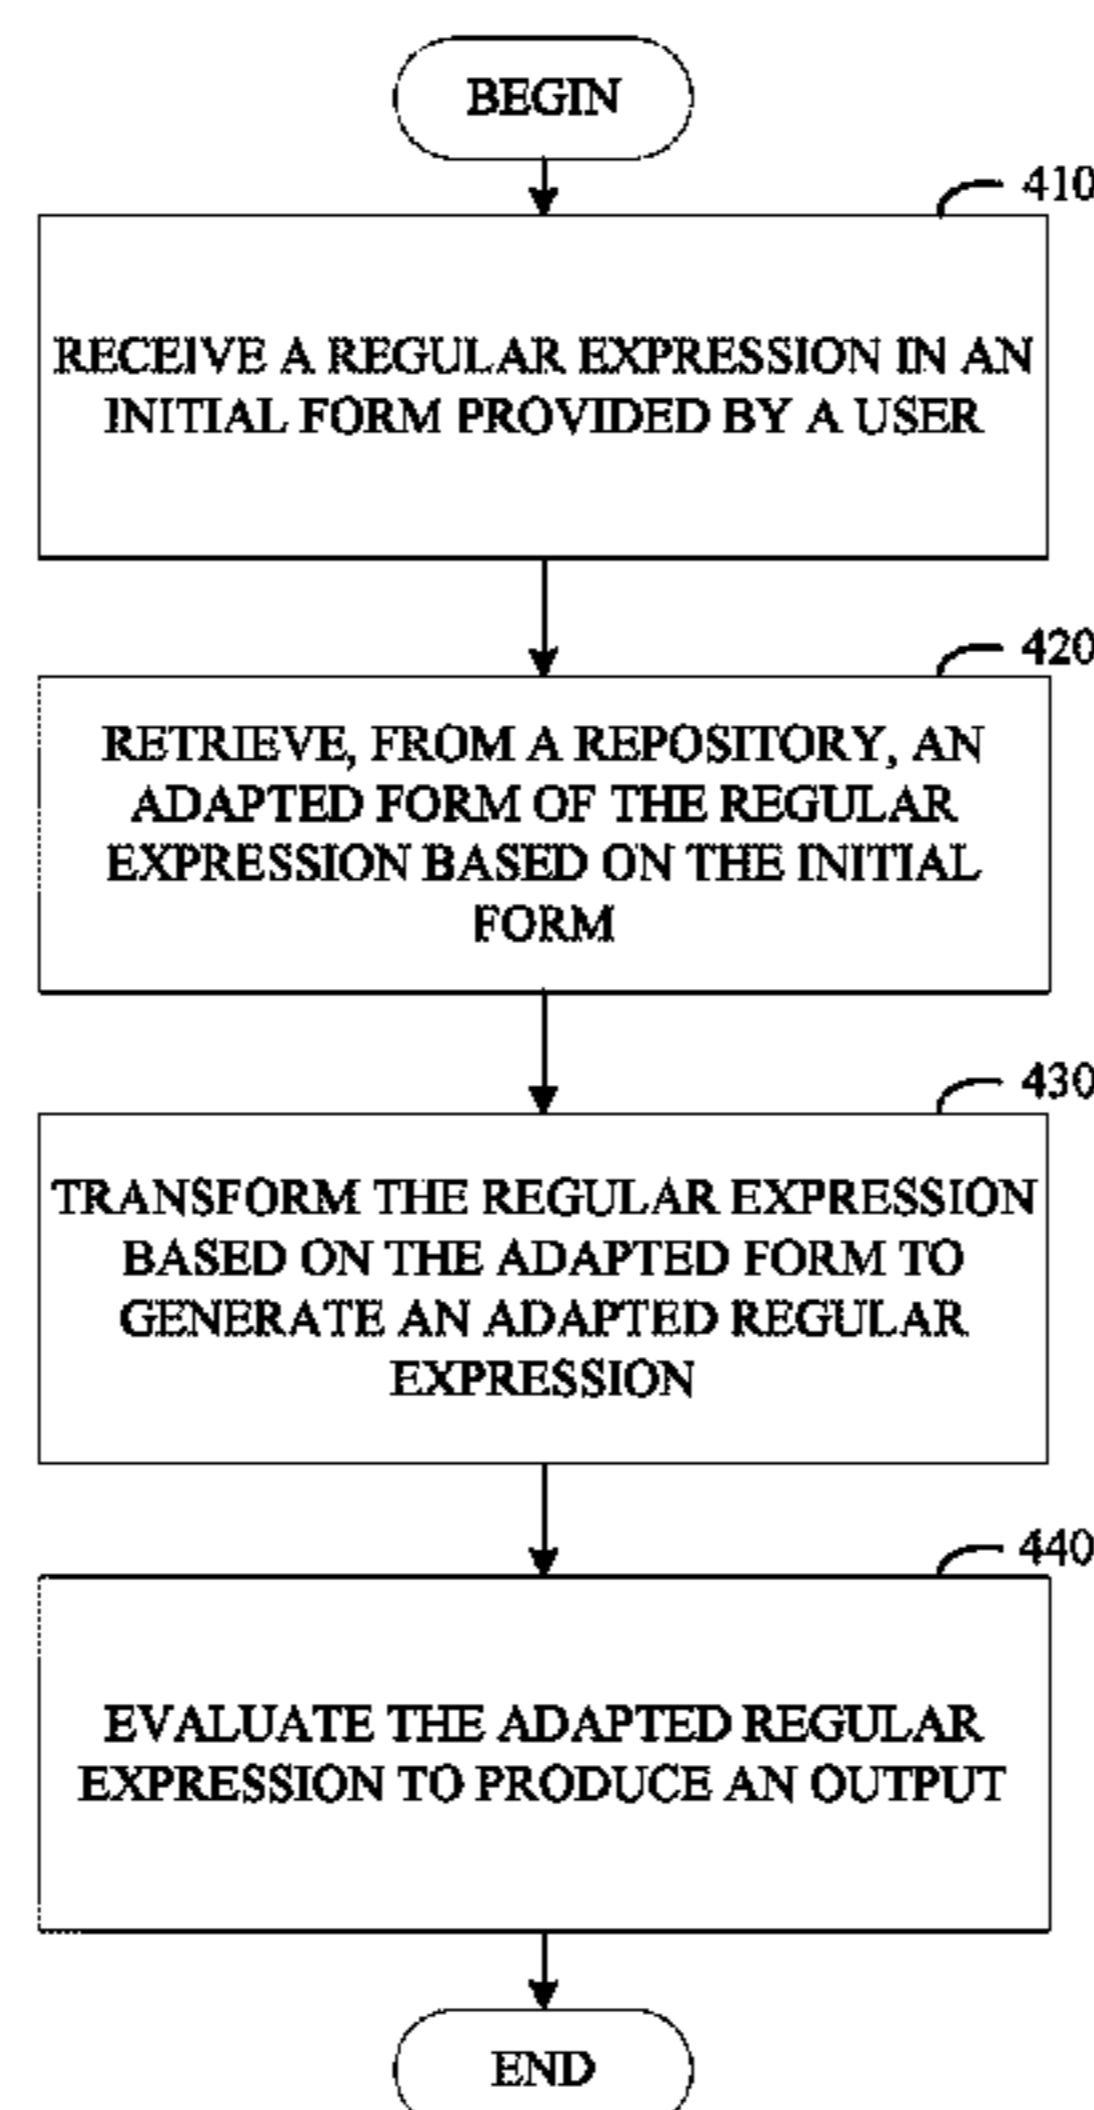 BEGIN
410
RECEIVE A REGULAR EXPRESSION IN AN
INITIAL FORM PROVIDED BY A USER
420
RETRIEVE, FROM A REPOSITORY, AN
ADAPTED FORM OF THE REGULAR
EXPRESSION BASED ON THE INITIAL
FORM
430
TRANSFORM THE REGULAR EXPRESSION
BASED ON THE ADAPTED FORM TO
GENERATE AN ADAPTED REGULAR
EXPRESSION
440
EVALUATE THE ADAPTED REGULAR
EXPRESSION TO PRODUCE AN OUTPUT
END